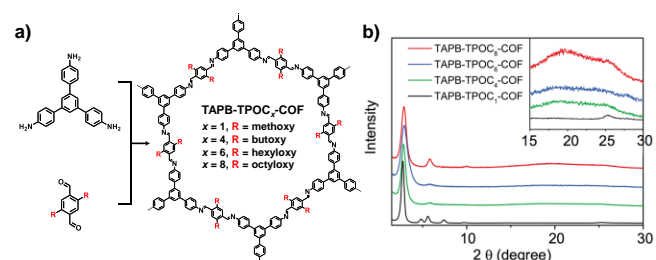 a)
NH₂
H₂N
NH₂
O
R
R
O
TAPB-TPOCₓ-COF
x = 1, R = methoxy
x = 4, R = butoxy
x = 6, R = hexyloxy
x = 8, R = octyloxy
R
R
R
R
R
R
R
R
R
R
R
R
b)
Intensity
TAPB-TPOC₈-COF
TAPB-TPOC₆-COF
TAPB-TPOC₄-COF
TAPB-TPOC₁-COF
15 20 25 30
10 20 30
2 θ (degree)